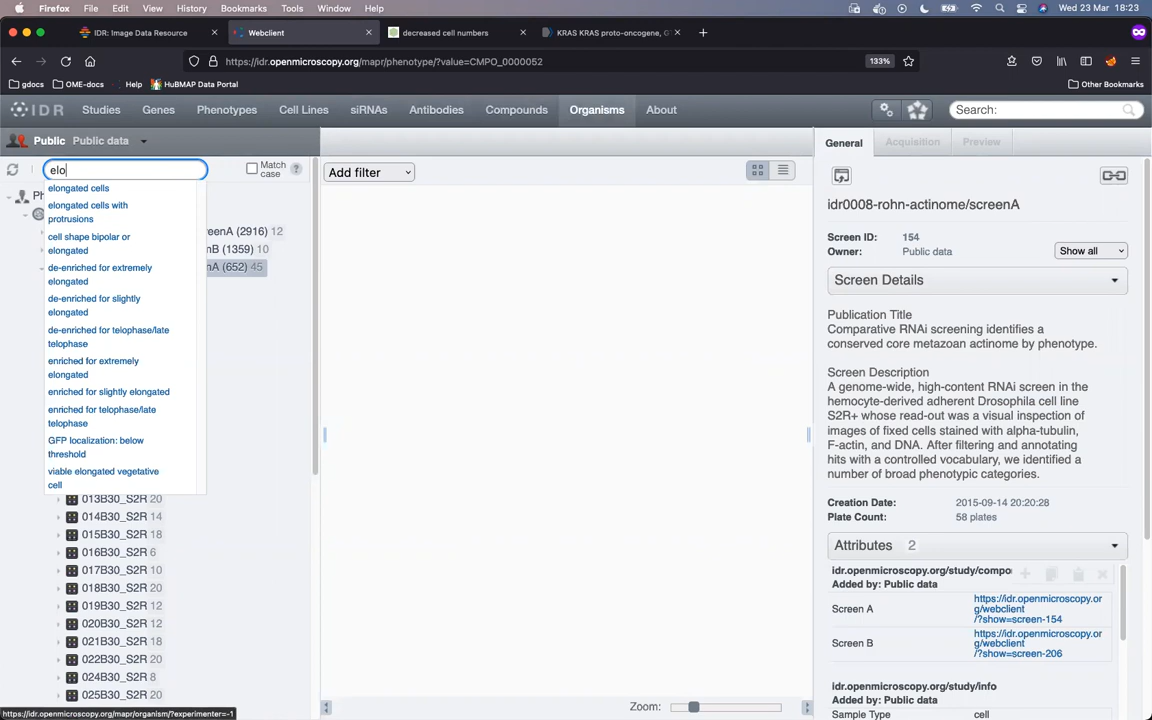 Firefox File Edit View History Bookmarks Tools Window Help Wed 23 Mar 18:23
IDR: Image Data Resource Webclient decreased cell numbers KRAS KRAS proto-oncogene, G
https://idr.openmicroscopy.org/mapr/phenotype/?value=CMPO_0000052 133%
gdocs OME-docs Help HuBMAP Data Portal Other Bookmarks
IDR Studies Genes Phenotypes Cell Lines siRNAs Antibodies Compounds Organisms About Search:
Public Public data
General Acquisition Preview
elo
Match
case ?
Add filter
elongated cells
elongated cells with
protrusions
cell shape bipolar or
elongated
de-enriched for extremely
elongated
de-enriched for slightly
elongated
de-enriched for telophase/late
telophase
enriched for extremely
elongated
enriched for slightly elongated
enriched for telophase/late
telophase
GFP localization: below
threshold
viable elongated vegetative
cell
Ph
reenA (2916) 12
nB (1359) 10
nA (652) 45
013B30_S2R 20
014B30_S2R 14
015B30_S2R 18
016B30_S2R 6
017B30_S2R 10
018B30_S2R 20
019B30_S2R 12
020B30_S2R 12
021B30_S2R 18
022B30_S2R 20
024B30_S2R 8
025B30_S2R 20
https://idr.openmicroscopy.org/mapr/organism/?experimenter=-1
Zoom:
idr0008-rohn-actinome/screenA
Screen ID: 154
Owner: Public data
Show all
Screen Details
Publication Title
Comparative RNAi screening identifies a
conserved core metazoan actinome by phenotype.
Screen Description
A genome-wide, high-content RNAi screen in the
hemocyte-derived adherent Drosophila cell line
S2R+ whose read-out was a visual inspection of
images of fixed cells stained with alpha-tubulin,
F-actin, and DNA. After filtering and annotating
hits with a controlled vocabulary, we identified a
number of broad phenotypic categories.
Creation Date: 2015-09-14 20:20:28
Plate Count: 58 plates
Attributes 2
idr.openmicroscopy.org/study/compo
Added by: Public data
Screen A https://idr.openmicroscopy.or
g/webclient
/?show=screen-154
Screen B https://idr.openmicroscopy.or
g/webclient
/?show=screen-206
idr.openmicroscopy.org/study/info
Added by: Public data
Sample Type cell